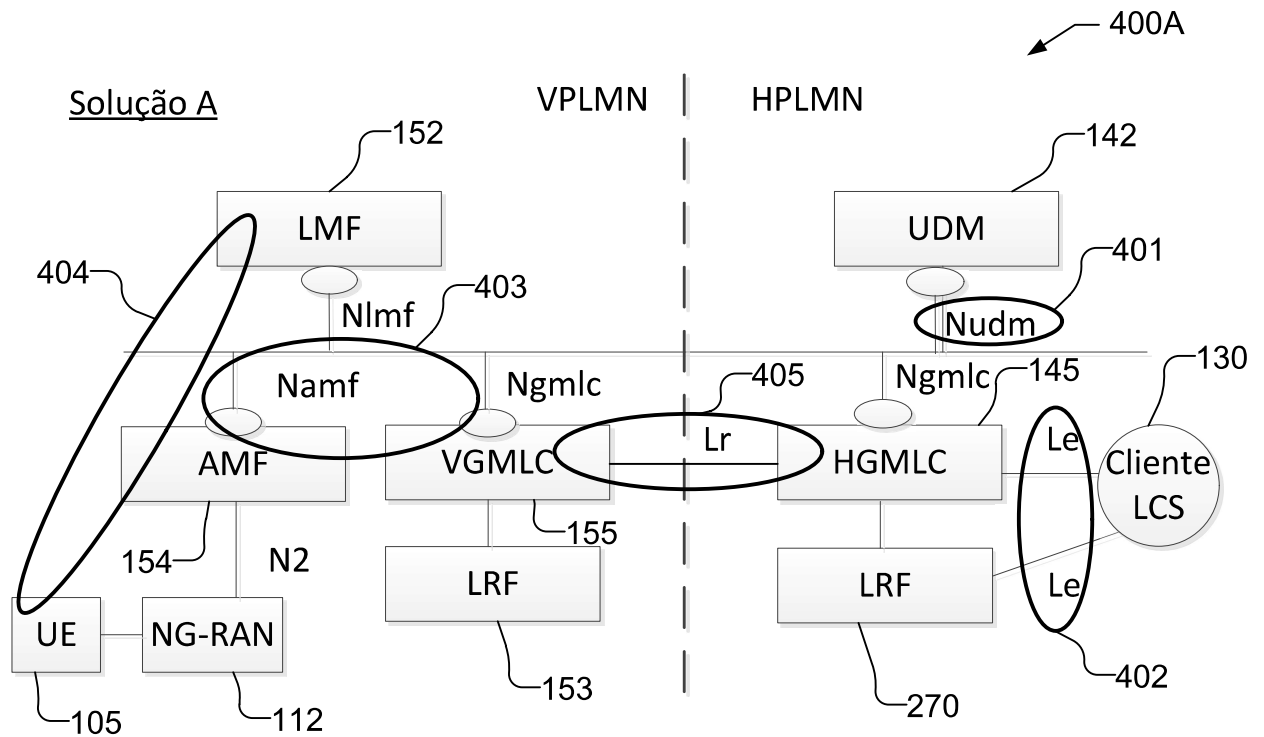 400A
Solução A
VPLMN
HPLMN
152
142
LMF
UDM
404
403
401
Nlmf
Nudm
Namf
Ngmlc
405
Ngmlc
145
130
AMF
VGMLC
Lr
HGMLC
Le
Cliente
LCS
154
N2
155
LRF
LRF
Le
UE
NG-RAN
105
112
153
270
402